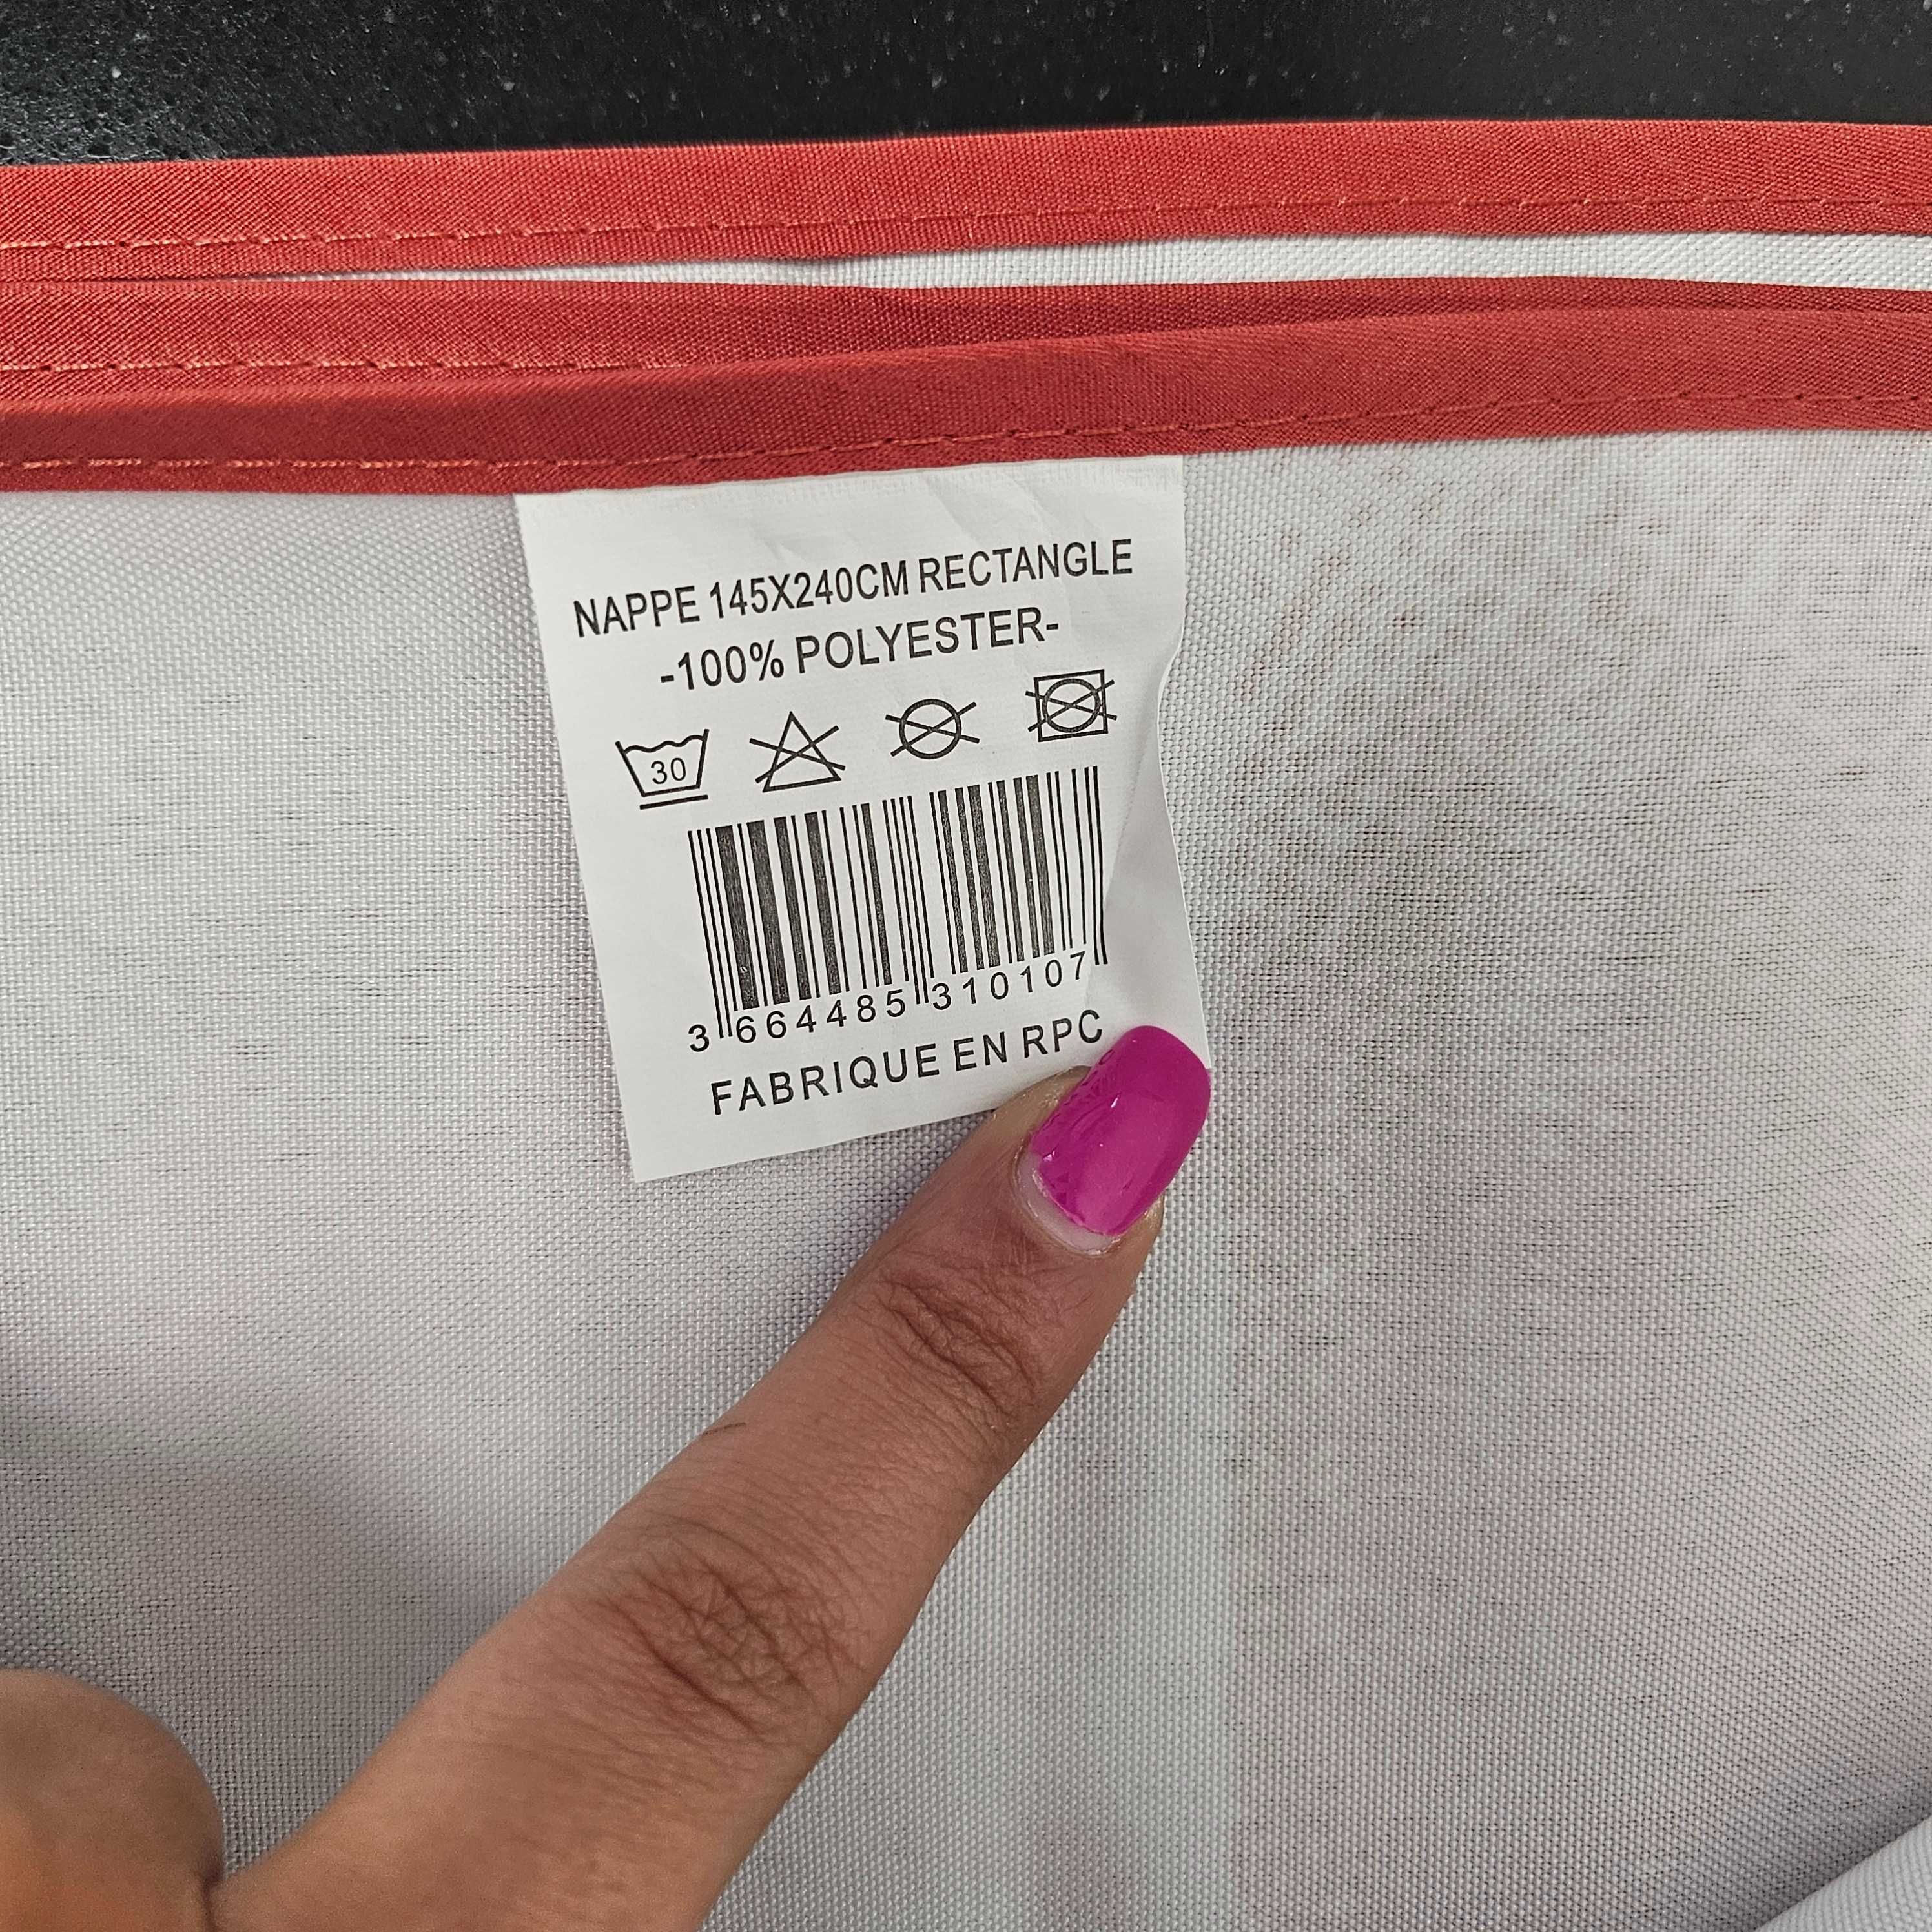 NAPPE 145X240CM RECTANGLE
-100% POLYESTER-
30
3 664485 310107
FABRIQUE EN RPC